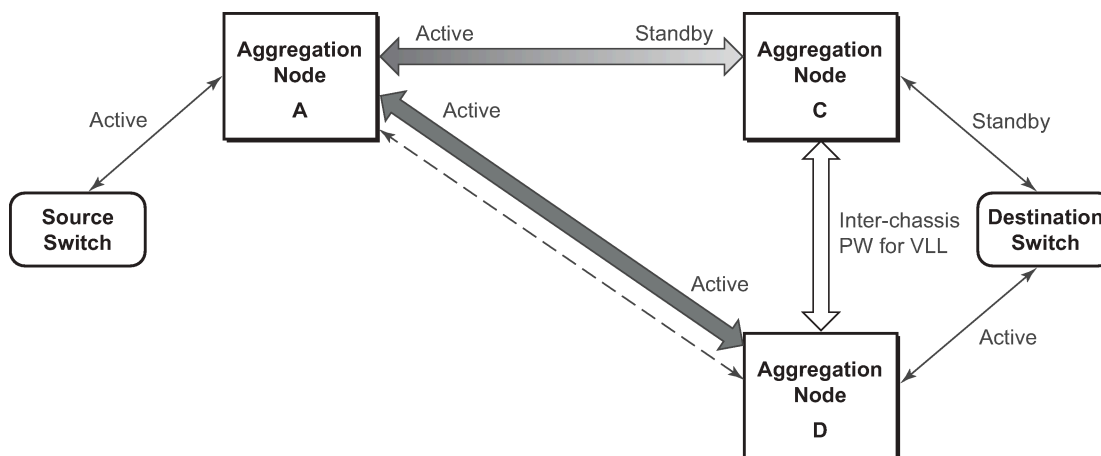 Aggregation
Node
A
Active
Standby
Aggregation
Node
C
Active
Active
Standby
Source
Switch
Inter-chassis
PW for VLL
Destination
Switch
Active
Active
Aggregation
Node
D